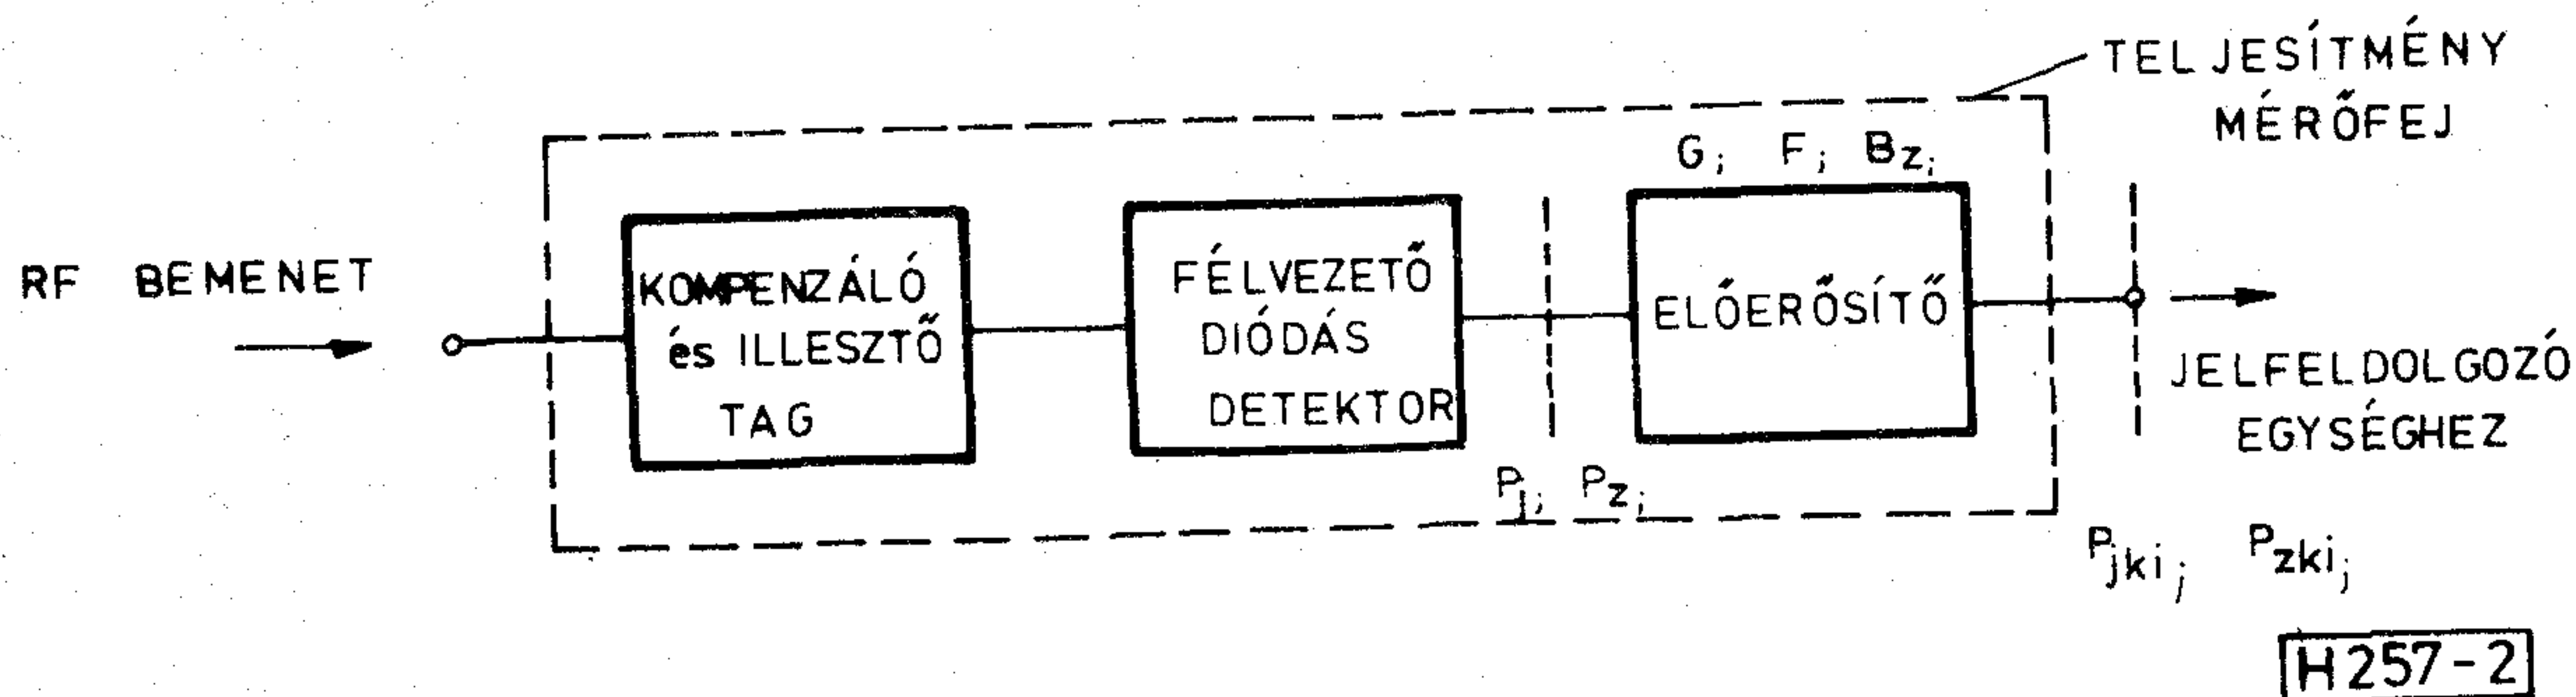 TELJESÍTMÉNY
MÉRŐFEJ
G; F; Bz;
RF BEMENET
KOMPENZÁLÓ
és ILLESZTŐ
TAG
FÉLVEZETŐ
DIÓDÁS
DETEKTOR
ELŐERŐSÍTŐ
JELFELDOLGOZÓ
EGYSÉGHEZ
Pj; Pz;
Pjki; Pzki;
H257-2